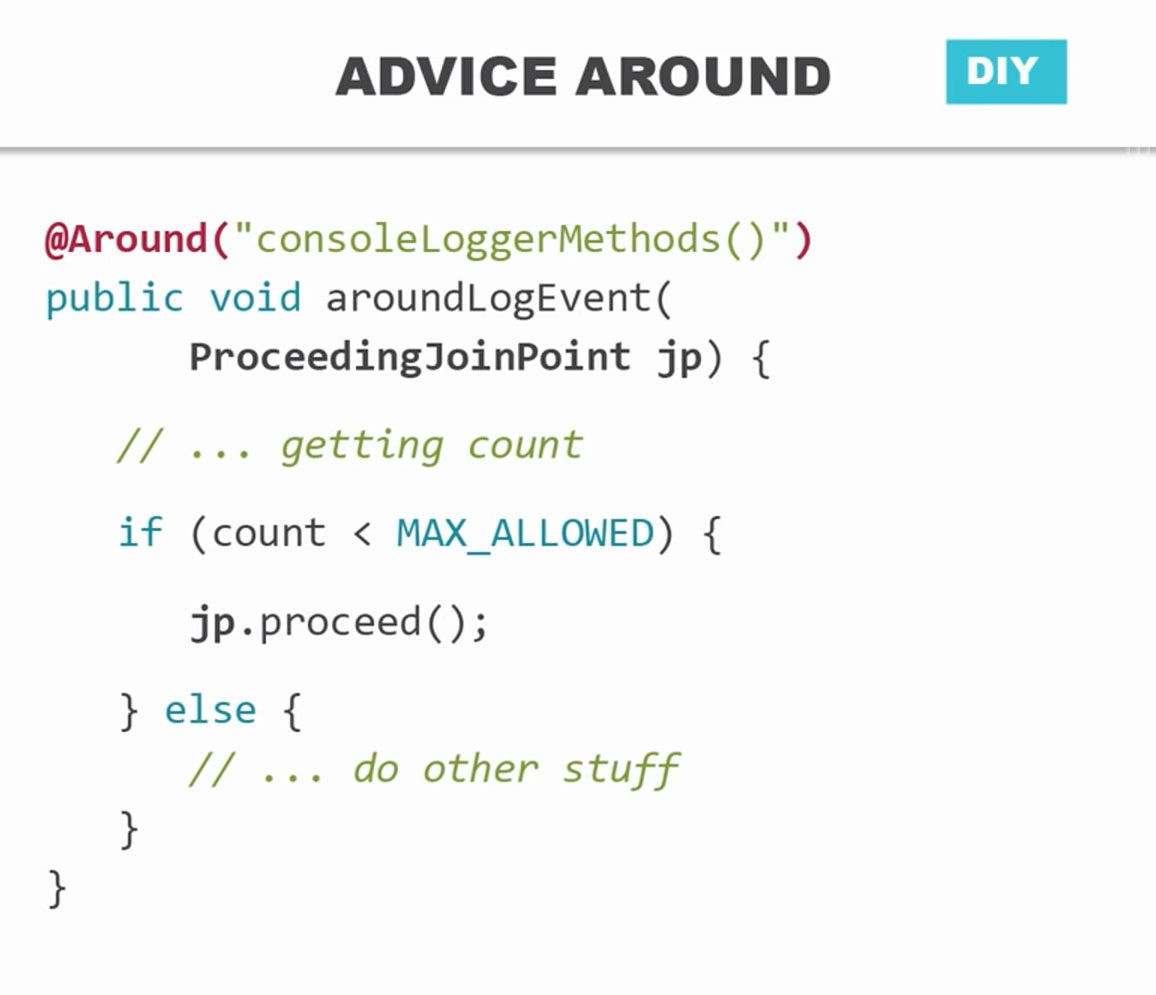 ADVICE AROUND
DIY
@Around("consoleLoggerMethods()")
public void aroundLogEvent(
ProceedingJoinPoint jp) {
// ... getting count
if (count < MAX_ALLOWED) {
jp.proceed();
} else {
// ... do other stuff
}
}